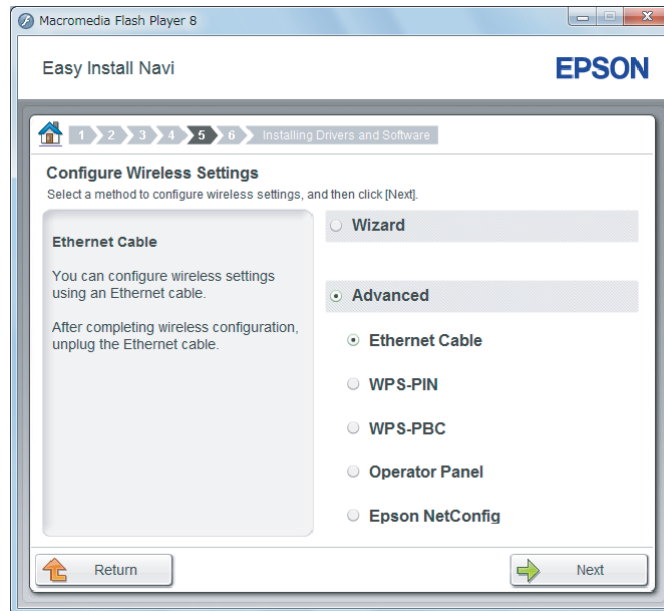 Macromedia Flash Player 8
Easy Install Navi
EPSON
1 2 3 4 5 6 Installing Drivers and Software
Configure Wireless Settings
Select a method to configure wireless settings, and then click [Next].
Ethernet Cable
You can configure wireless settings
using an Ethernet cable.
After completing wireless configuration,
unplug the Ethernet cable.
Wizard
Advanced
Ethernet Cable
WPS-PIN
WPS-PBC
Operator Panel
Epson NetConfig
Return
Next